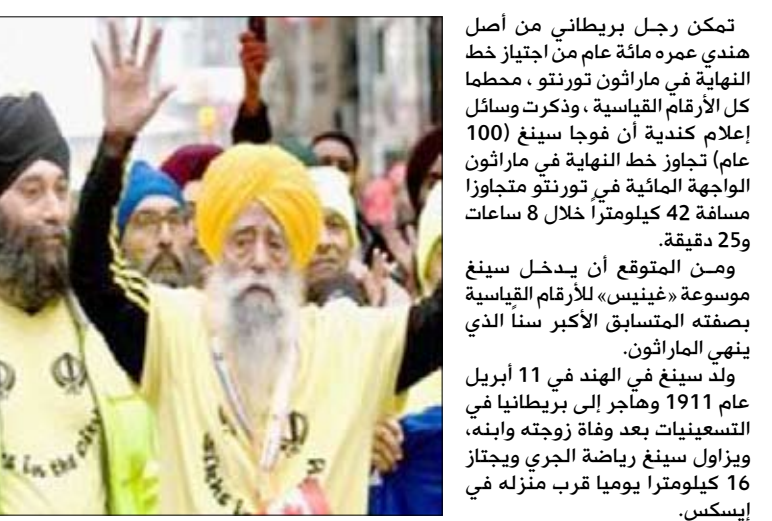 تمكن رجل بريطاني من أصل
هندي عمره مائة عام من اجتياز خط
النهاية في ماراثون تورنتو ، محطما
كل الأرقام القياسية ، وذكرت وسائل
إعلام كندية أن فوجا سينغ (100
عام) تجاوز خط النهاية في ماراثون
الواجهة المائية في تورنتو متجاوزا
مسافة 42 كيلومتراً خلال 8 ساعات
و25 دقيقة.
ومن المتوقع أن يدخل سينغ
موسوعة «غينيس» للأرقام القياسية
بصفته المتسابق الأكبر سناً الذي
ينهي الماراثون.
ولد سينغ في الهند في 11 أبريل
عام 1911 وهاجر إلى بريطانيا في
التسعينيات بعد وفاة زوجته وابنه،
ويزاول سينغ رياضة الجري ويجتاز
16 كيلومترا يوميا قرب منزله في
إيسكس.
in the